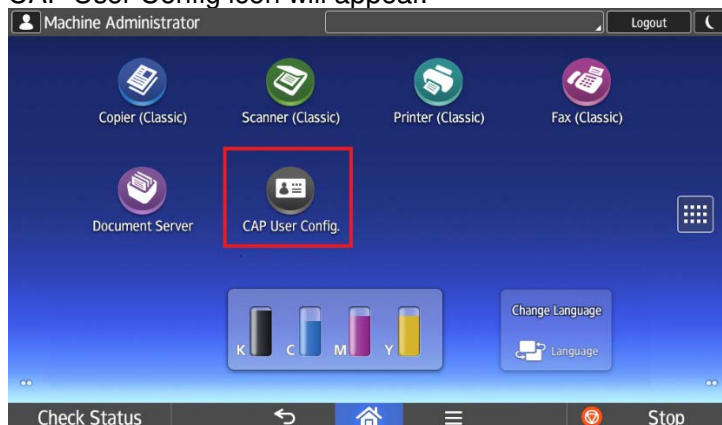 CAP User Config icon will appear.
Machine Administrator
Logout
Copier (Classic)
Scanner (Classic)
Printer (Classic)
Fax (Classic)
Document Server
CAP User Config.
Change Language
K C M Y
Language
Check Status
Stop